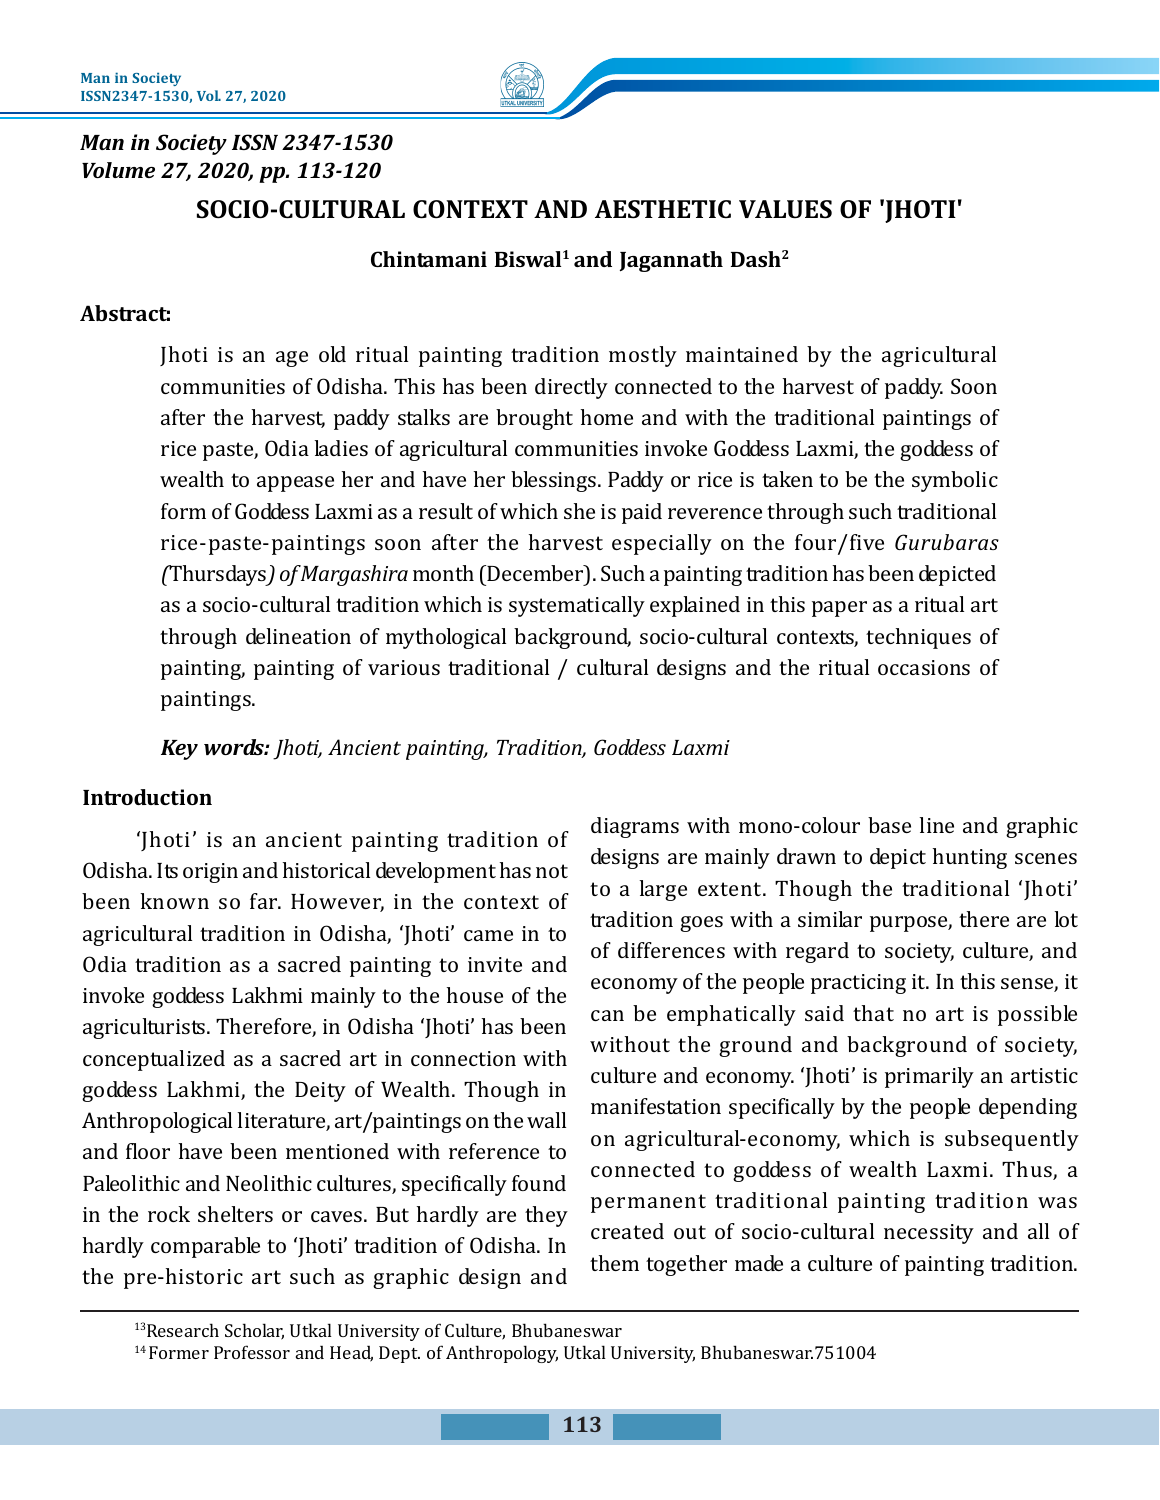 Man in Society
ISSN2347-1530, Vol. 27, 2020
UTKAL UNIVERSITY
Man in Society ISSN 2347-1530
Volume 27, 2020, pp. 113-120
SOCIO-CULTURAL CONTEXT AND AESTHETIC VALUES OF 'JHOTI'
Chintamani Biswal1 and Jagannath Dash2
Abstract:
Jhoti is an age old ritual painting tradition mostly maintained by the agricultural
communities of Odisha. This has been directly connected to the harvest of paddy. Soon
after the harvest, paddy stalks are brought home and with the traditional paintings of
rice paste, Odia ladies of agricultural communities invoke Goddess Laxmi, the goddess of
wealth to appease her and have her blessings. Paddy or rice is taken to be the symbolic
form of Goddess Laxmi as a result of which she is paid reverence through such traditional
rice-paste-paintings soon after the harvest especially on the four/five Gurubaras
(Thursdays) of Margashira month (December). Such a painting tradition has been depicted
as a socio-cultural tradition which is systematically explained in this paper as a ritual art
through delineation of mythological background, socio-cultural contexts, techniques of
painting, painting of various traditional / cultural designs and the ritual occasions of
paintings.
Key words: Jhoti, Ancient painting, Tradition, Goddess Laxmi
Introduction
‘Jhoti’ is an ancient painting tradition of
Odisha. Its origin and historical development has not
been known so far. However, in the context of
agricultural tradition in Odisha, ‘Jhoti’ came in to
Odia tradition as a sacred painting to invite and
invoke goddess Lakhmi mainly to the house of the
agriculturists. Therefore, in Odisha ‘Jhoti’ has been
conceptualized as a sacred art in connection with
goddess Lakhmi, the Deity of Wealth. Though in
Anthropological literature, art/paintings on the wall
and floor have been mentioned with reference to
Paleolithic and Neolithic cultures, specifically found
in the rock shelters or caves. But hardly are they
hardly comparable to ‘Jhoti’ tradition of Odisha. In
the pre-historic art such as graphic design and
diagrams with mono-colour base line and graphic
designs are mainly drawn to depict hunting scenes
to a large extent. Though the traditional ‘Jhoti’
tradition goes with a similar purpose, there are lot
of differences with regard to society, culture, and
economy of the people practicing it. In this sense, it
can be emphatically said that no art is possible
without the ground and background of society,
culture and economy. ‘Jhoti’ is primarily an artistic
manifestation specifically by the people depending
on agricultural-economy, which is subsequently
connected to goddess of wealth Laxmi. Thus, a
permanent traditional painting tradition was
created out of socio-cultural necessity and all of
them together made a culture of painting tradition.
13Research Scholar, Utkal University of Culture, Bhubaneswar
14Former Professor and Head, Dept. of Anthropology, Utkal University, Bhubaneswar.751004
113